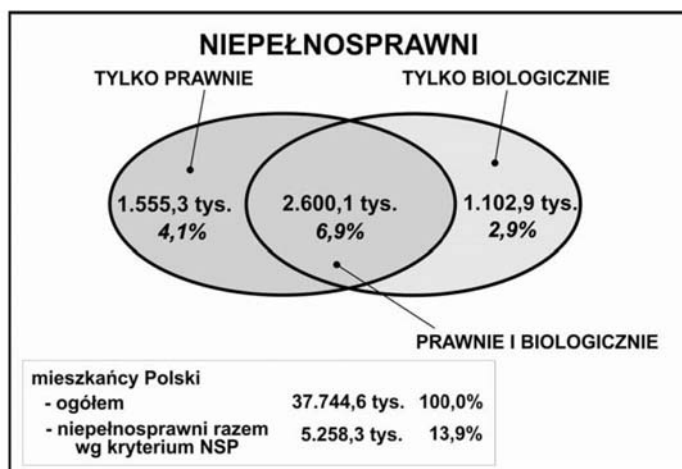 NIEPEŁNOSPRAWNI
TYLKO PRAWNIE
TYLKO BIOLOGICZNIE
1.555,3 tys.
4,1%
2.600,1 tys.
6,9%
1.102,9 tys.
2,9%
PRAWNIE I BIOLOGICZNIE
mieszkańcy Polski
- ogółem 37.744,6 tys. 100,0%
- niepełnosprawni razem 5.258,3 tys. 13,9%
wg kryterium NSP